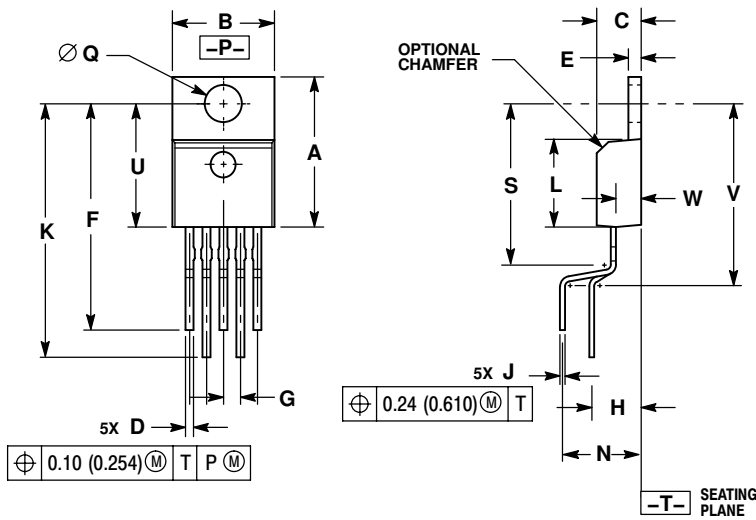 B
–P–
Ø Q
A
U
F
K
G
5X D
⌖ 0.10 (0.254) Ⓜ T P Ⓜ
C
OPTIONAL
CHAMFER
E
S
L
W
V
5X J
⌖ 0.24 (0.610) Ⓜ T
H
N
–T–
SEATING
PLANE